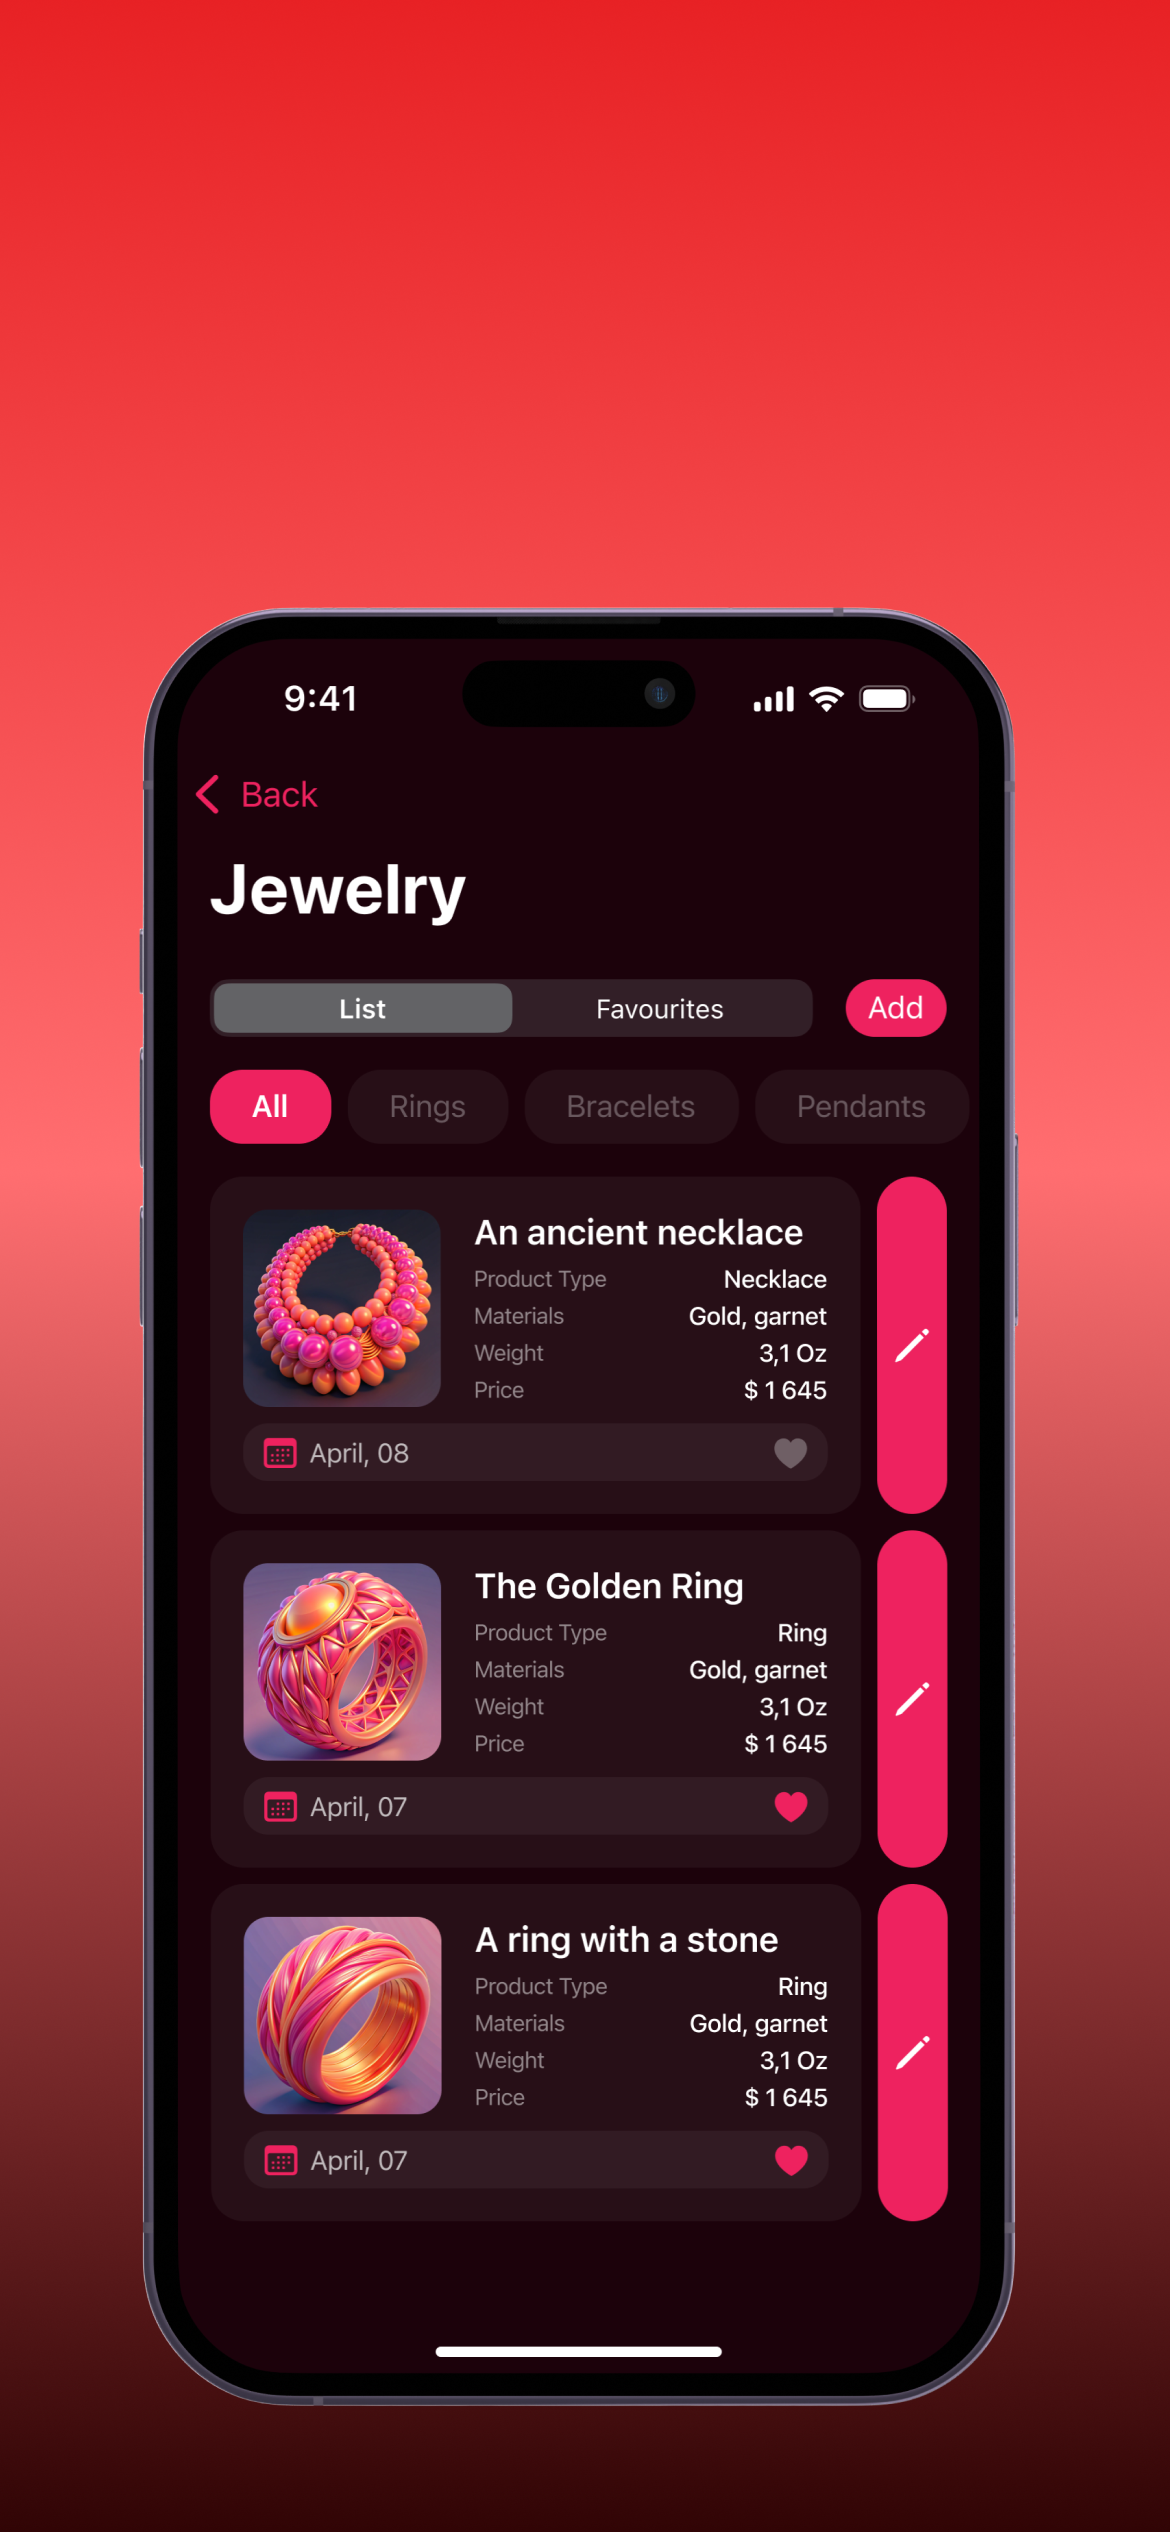 9:41
Back
Jewelry
List Favourites Add
All Rings Bracelets Pendants
An ancient necklace
Product Type Necklace
Materials Gold, garnet
Weight 3,1 Oz
Price $ 1 645
April, 08
The Golden Ring
Product Type Ring
Materials Gold, garnet
Weight 3,1 Oz
Price $ 1 645
April, 07
A ring with a stone
Product Type Ring
Materials Gold, garnet
Weight 3,1 Oz
Price $ 1 645
April, 07